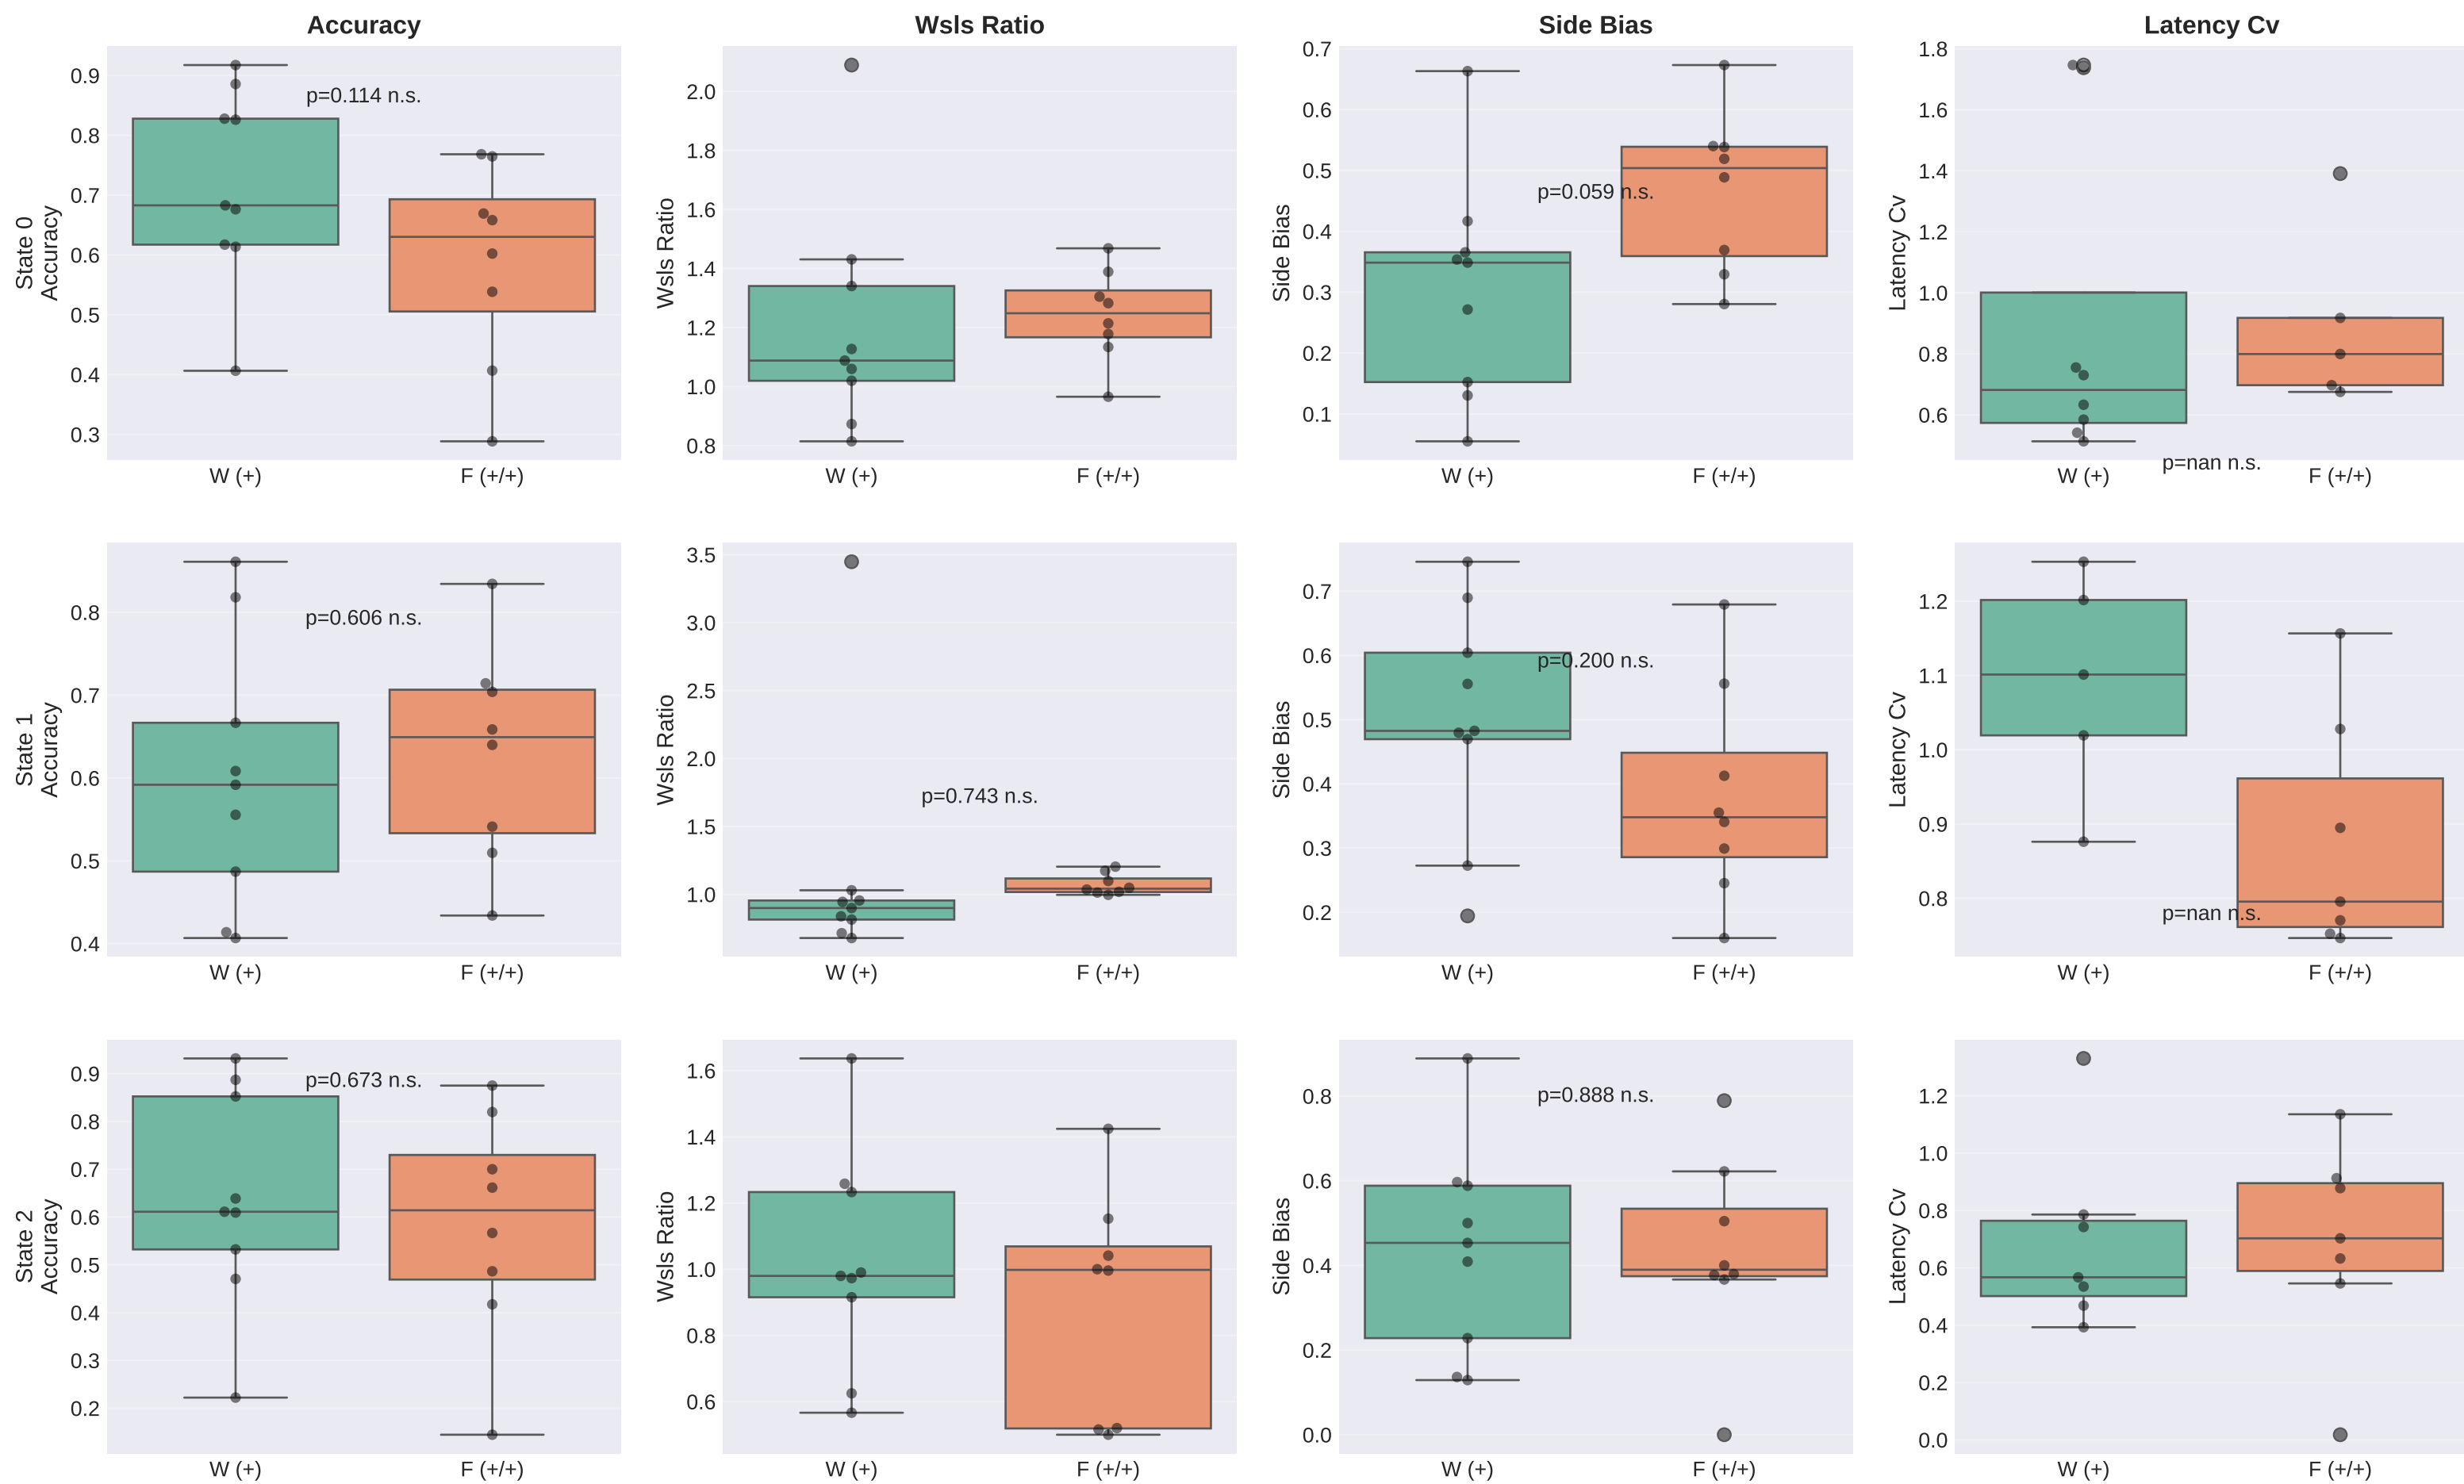 Accuracy
Wsls Ratio
Side Bias
Latency Cv
State 0
Accuracy
0.9
0.8
0.7
0.6
0.5
0.4
0.3
p=0.114 n.s.
W (+)
F (+/+)
Wsls Ratio
2.0
1.8
1.6
1.4
1.2
1.0
0.8
W (+)
F (+/+)
Side Bias
0.7
0.6
0.5
0.4
0.3
0.2
0.1
p=0.059 n.s.
W (+)
F (+/+)
Latency Cv
1.8
1.6
1.4
1.2
1.0
0.8
0.6
p=nan n.s.
W (+)
F (+/+)
State 1
Accuracy
0.8
0.7
0.6
0.5
0.4
p=0.606 n.s.
W (+)
F (+/+)
Wsls Ratio
3.5
3.0
2.5
2.0
1.5
1.0
p=0.743 n.s.
W (+)
F (+/+)
Side Bias
0.7
0.6
0.5
0.4
0.3
0.2
p=0.200 n.s.
W (+)
F (+/+)
Latency Cv
1.2
1.1
1.0
0.9
0.8
p=nan n.s.
W (+)
F (+/+)
State 2
Accuracy
0.9
0.8
0.7
0.6
0.5
0.4
0.3
0.2
p=0.673 n.s.
W (+)
F (+/+)
Wsls Ratio
1.6
1.4
1.2
1.0
0.8
0.6
W (+)
F (+/+)
Side Bias
0.8
0.6
0.4
0.2
0.0
p=0.888 n.s.
W (+)
F (+/+)
Latency Cv
1.2
1.0
0.8
0.6
0.4
0.2
0.0
W (+)
F (+/+)